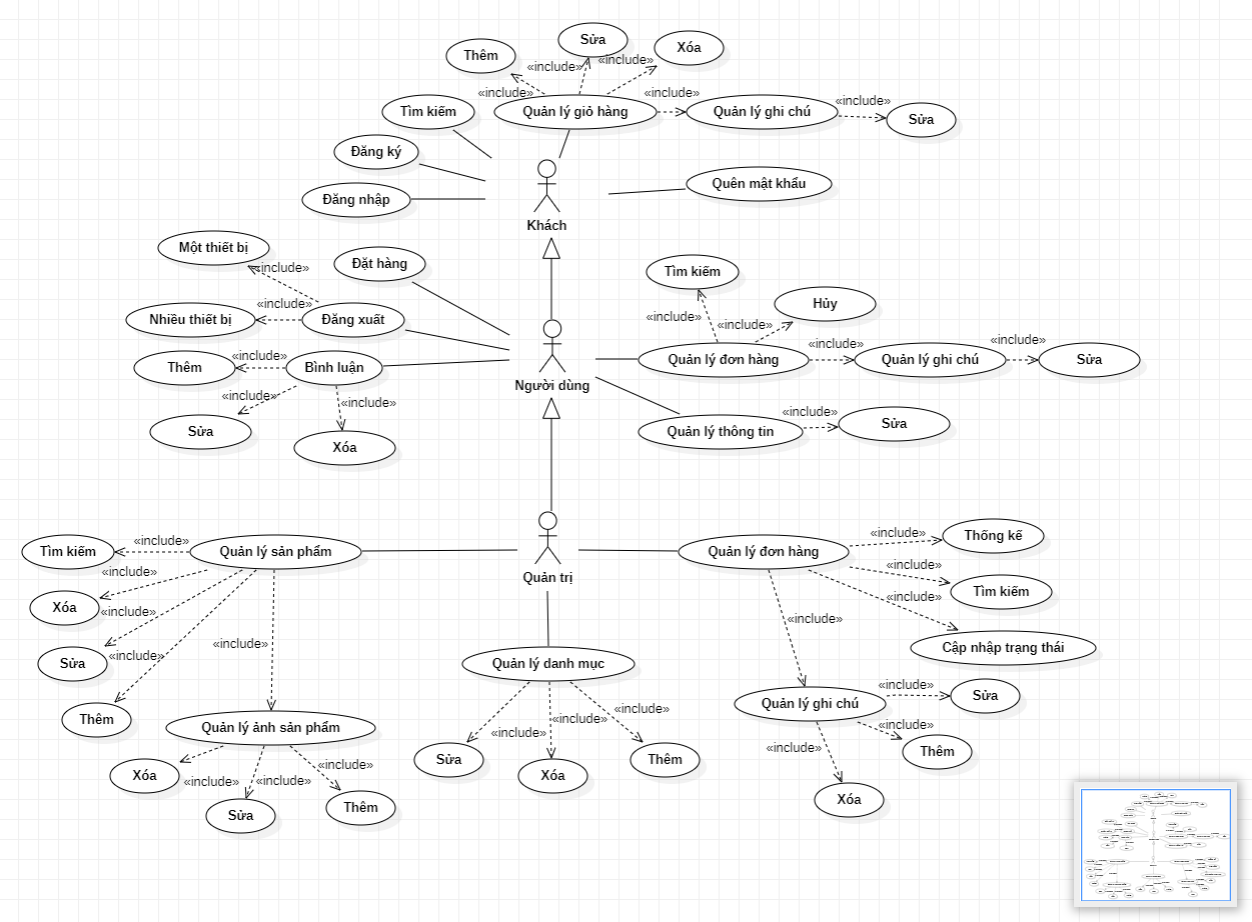 Sửa
Thêm
Xóa
«include»
«include»
«include»
«include»
«include»
Tìm kiếm
Quản lý giỏ hàng
Quản lý ghi chú
Sửa
Đăng ký
Đăng nhập
Quên mật khẩu
Khách
Một thiết bị
Đặt hàng
«include»
Tìm kiếm
«include»
Hủy
Nhiều thiết bị
Đăng xuất
«include»
«include»
«include»
«include»
Thêm
«include»
Bình luận
Quản lý đơn hàng
Quản lý ghi chú
Sửa
Người dùng
«include»
«include»
«include»
Sửa
Xóa
Quản lý thông tin
Sửa
Tìm kiếm
«include»
Quản lý sản phẩm
Quản lý đơn hàng
«include»
Thống kế
Quản trị
«include»
«include»
Tìm kiếm
Xóa
«include»
«include»
«include»
Sửa
«include»
«include»
Quản lý danh mục
Cập nhập trạng thái
Thêm
Quản lý ảnh sản phẩm
«include»
«include»
«include»
Quản lý ghi chú
«include»
Sửa
«include»
Thêm
«include»
Xóa
Xóa
«include»
«include»
«include»
Sửa
Thêm
Sửa
Xóa
Thêm